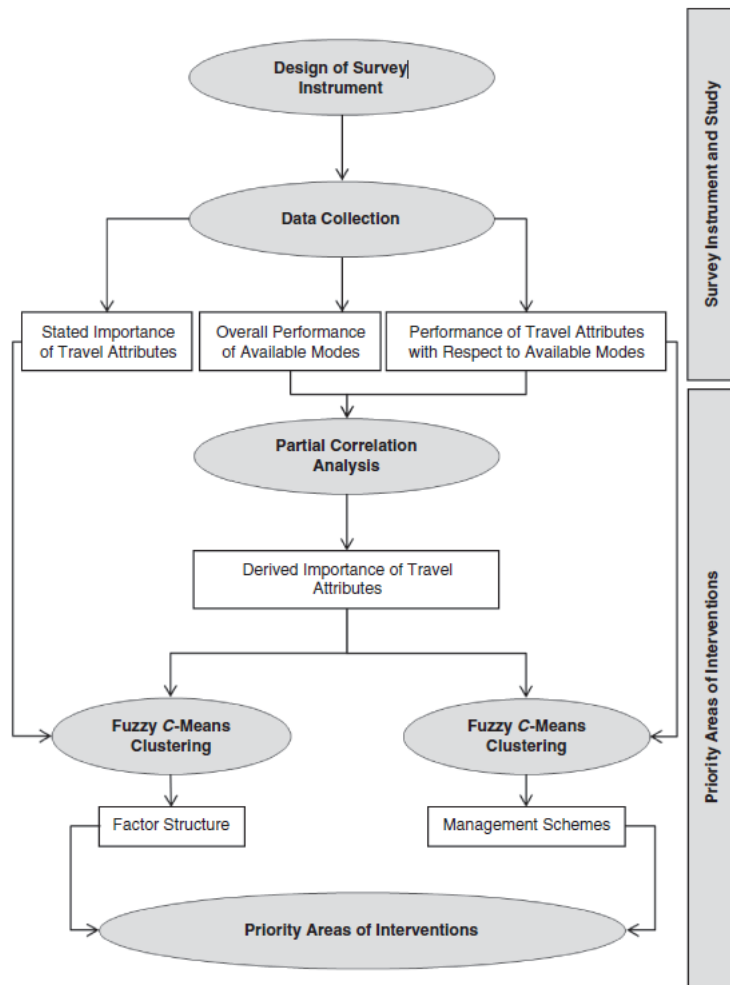 Design of Survey
Instrument
Data Collection
Stated Importance
of Travel Attributes
Overall Performance
of Available Modes
Performance of Travel Attributes
with Respect to Available Modes
Partial Correlation
Analysis
Derived Importance of Travel
Attributes
Fuzzy C-Means
Clustering
Fuzzy C-Means
Clustering
Factor Structure
Management Schemes
Priority Areas of Interventions
Survey Instrument and Study
Priority Areas of Interventions